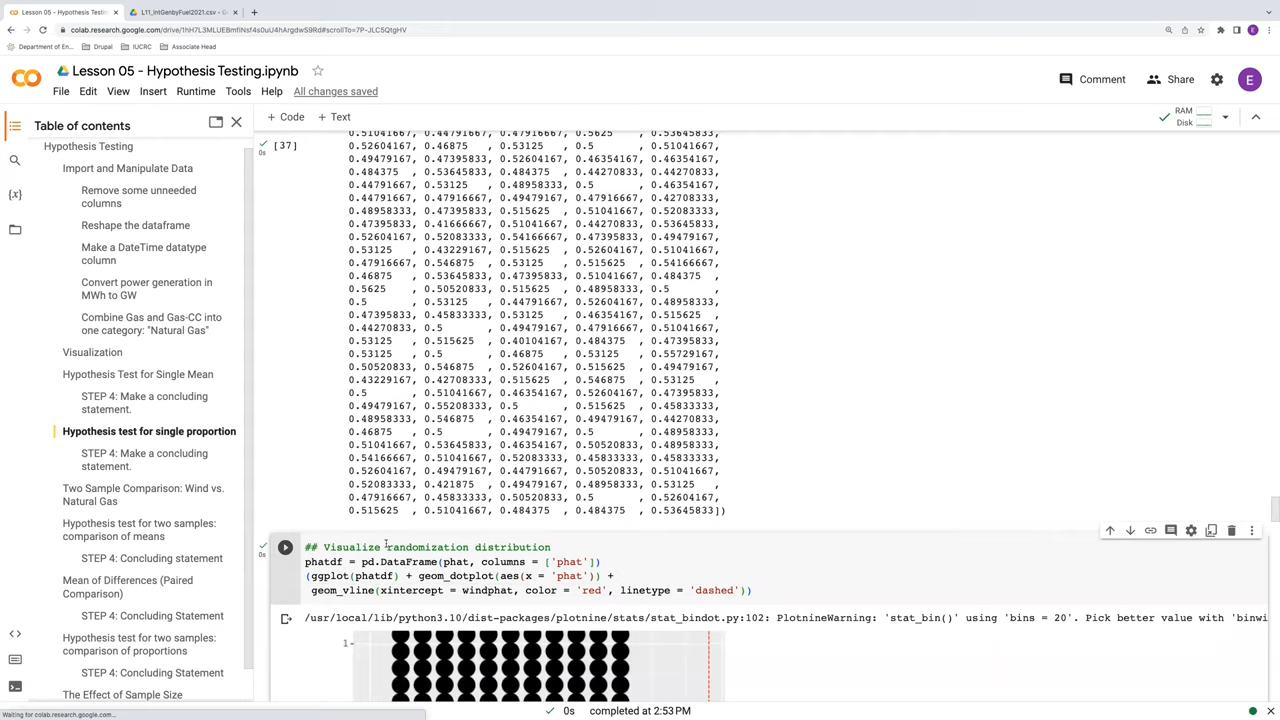 Lesson 05 - Hypothesis Testing
L11_IntGenbyFuel2021.csv - G
colab.research.google.com/drive/1hH7L3MLUEBmfiNsf4s0uU4hArgdwS9Rd#scrollTo=7P-JLC5QtgHV
Department of En...
Drupal
IUCRC
Associate Head
Lesson 05 - Hypothesis Testing.ipynb
Comment
Share
E
File Edit View Insert Runtime Tools Help All changes saved
Table of contents
+ Code + Text
RAM
Disk
Hypothesis Testing
Import and Manipulate Data
Remove some unneeded
columns
Reshape the dataframe
Make a DateTime datatype
column
Convert power generation in
MWh to GW
Combine Gas and Gas-CC into
one category: "Natural Gas"
Visualization
Hypothesis Test for Single Mean
STEP 4: Make a concluding
statement.
Hypothesis test for single proportion
STEP 4: Make a concluding
statement.
Two Sample Comparison: Wind vs.
Natural Gas
Hypothesis test for two samples:
comparison of means
STEP 4: Concluding statement
Mean of Differences (Paired
Comparison)
STEP 4: Concluding Statement
Hypothesis test for two samples:
comparison of proportions
STEP 4: Concluding Statement
The Effect of Sample Size
[37]
0s
0.51041667, 0.44791667, 0.47916667, 0.5625    , 0.53645833,
0.52604167, 0.46875   , 0.53125   , 0.5       , 0.51041667,
0.49479167, 0.47395833, 0.52604167, 0.46354167, 0.46354167,
0.484375  , 0.53645833, 0.484375  , 0.44270833, 0.44270833,
0.44791667, 0.53125   , 0.48958333, 0.5       , 0.46354167,
0.44791667, 0.47916667, 0.49479167, 0.47916667, 0.42708333,
0.48958333, 0.47395833, 0.515625  , 0.51041667, 0.52083333,
0.47395833, 0.41666667, 0.51041667, 0.44270833, 0.53645833,
0.52604167, 0.52083333, 0.54166667, 0.47395833, 0.49479167,
0.53125   , 0.43229167, 0.515625  , 0.52604167, 0.51041667,
0.47916667, 0.546875  , 0.53125   , 0.515625  , 0.54166667,
0.46875   , 0.53645833, 0.47395833, 0.51041667, 0.484375  ,
0.5625    , 0.50520833, 0.515625  , 0.48958333, 0.5       ,
0.5       , 0.53125   , 0.44791667, 0.52604167, 0.48958333,
0.47395833, 0.45833333, 0.53125   , 0.46354167, 0.515625  ,
0.44270833, 0.5       , 0.49479167, 0.47916667, 0.51041667,
0.53125   , 0.515625  , 0.40104167, 0.484375  , 0.47395833,
0.53125   , 0.5       , 0.46875   , 0.53125   , 0.55729167,
0.50520833, 0.546875  , 0.52604167, 0.515625  , 0.49479167,
0.43229167, 0.42708333, 0.515625  , 0.546875  , 0.53125   ,
0.5       , 0.51041667, 0.46354167, 0.52604167, 0.47395833,
0.49479167, 0.55208333, 0.5       , 0.515625  , 0.45833333,
0.48958333, 0.546875  , 0.46354167, 0.49479167, 0.44270833,
0.46875   , 0.5       , 0.49479167, 0.5       , 0.48958333,
0.51041667, 0.53645833, 0.46354167, 0.50520833, 0.48958333,
0.54166667, 0.51041667, 0.52083333, 0.45833333, 0.45833333,
0.52604167, 0.49479167, 0.44791667, 0.50520833, 0.51041667,
0.52083333, 0.421875  , 0.515625  , 0.48958333, 0.53125   ,
0.47916667, 0.45833333, 0.50520833, 0.5       , 0.52604167,
0.515625  , 0.51041667, 0.484375  , 0.484375  , 0.53645833])
0s
## Visualize randomization distribution
phatdf = pd.DataFrame(phat, columns = ['phat'])
(ggplot(phatdf) + geom_dotplot(aes(x = 'phat')) +
geom_vline(xintercept = windphat, color = 'red', linetype = 'dashed'))
/usr/local/lib/python3.10/dist-packages/plotnine/stats/stat_bindot.py:102: PlotnineWarning: 'stat_bin()' using 'bins = 20'. Pick better value with 'binwi
1
Waiting for colab.research.google.com...
0s completed at 2:53 PM